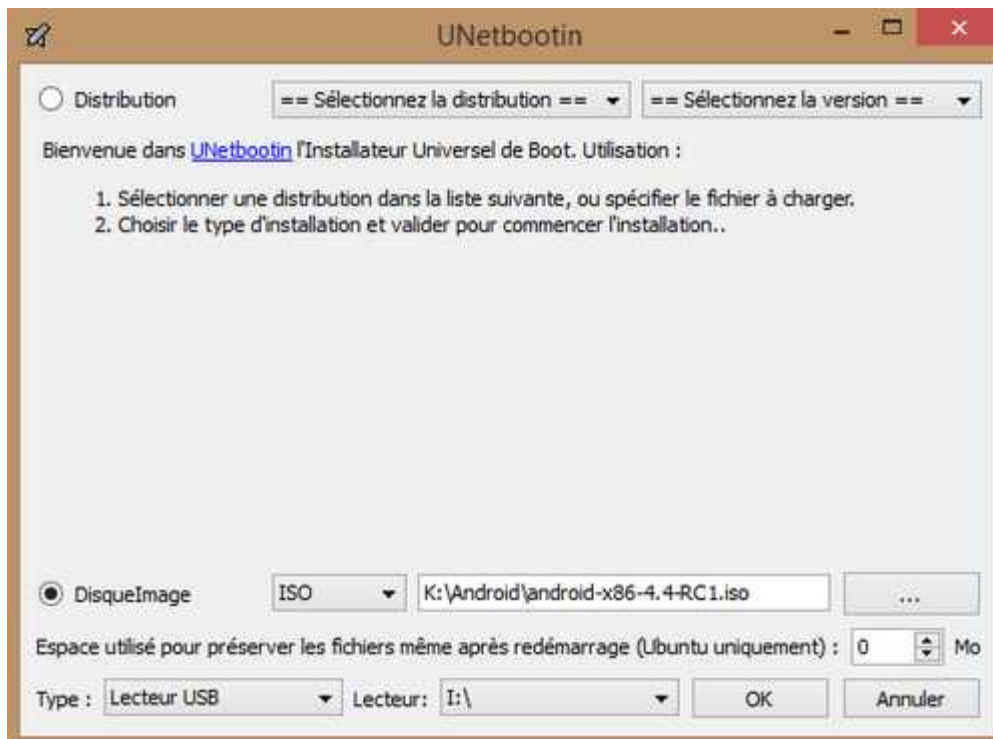 UNetbootin
Distribution == Sélectionnez la distribution == == Sélectionnez la version ==
Bienvenue dans UNetbootin l'Installateur Universel de Boot. Utilisation :
1. Sélectionner une distribution dans la liste suivante, ou spécifier le fichier à charger.
2. Choisir le type d'installation et valider pour commencer l'installation..
DisqueImage ISO K:\Android\android-x86-4.4-RC1.iso ...
Espace utilisé pour préserver les fichiers même après redémarrage (Ubuntu uniquement) : 0 Mo
Type : Lecteur USB Lecteur: I:\ OK Annuler